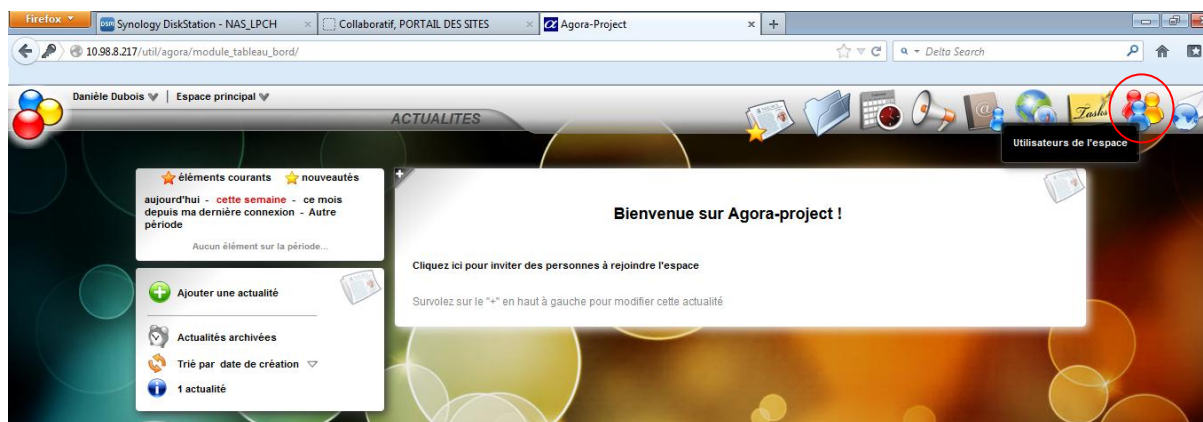 Firefox
DSM Synology DiskStation - NAS_LPCH
Collaboratif, PORTAIL DES SITES
Agora-Project
10.98.8.217/util/agora/module_tableau_bord/
Delta Search
Danièle Dubois | Espace principal
ACTUALITES
Tasks
Utilisateurs de l'espace
éléments courants nouveautés
aujourd'hui - cette semaine - ce mois
depuis ma dernière connexion - Autre
période
Aucun élément sur la période...
Ajouter une actualité
Actualités archivées
Trié par date de création
1 actualité
Bienvenue sur Agora-project !
Cliquez ici pour inviter des personnes à rejoindre l'espace
Survolez sur le "+" en haut à gauche pour modifier cette actualité